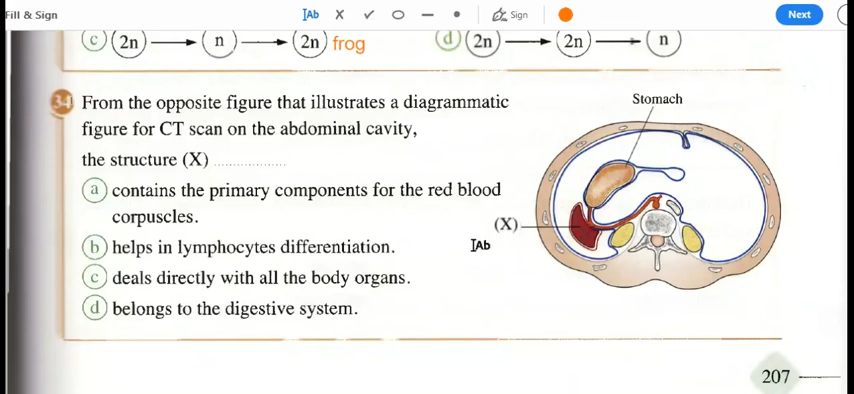 Fill & Sign
IAb
Sign
Next
c 2n n 2n frog d 2n 2n n
34 From the opposite figure that illustrates a diagrammatic
figure for CT scan on the abdominal cavity,
the structure (X) ....................
a contains the primary components for the red blood
corpuscles.
b helps in lymphocytes differentiation.
c deals directly with all the body organs.
d belongs to the digestive system.
Stomach
(X)
IAb
207